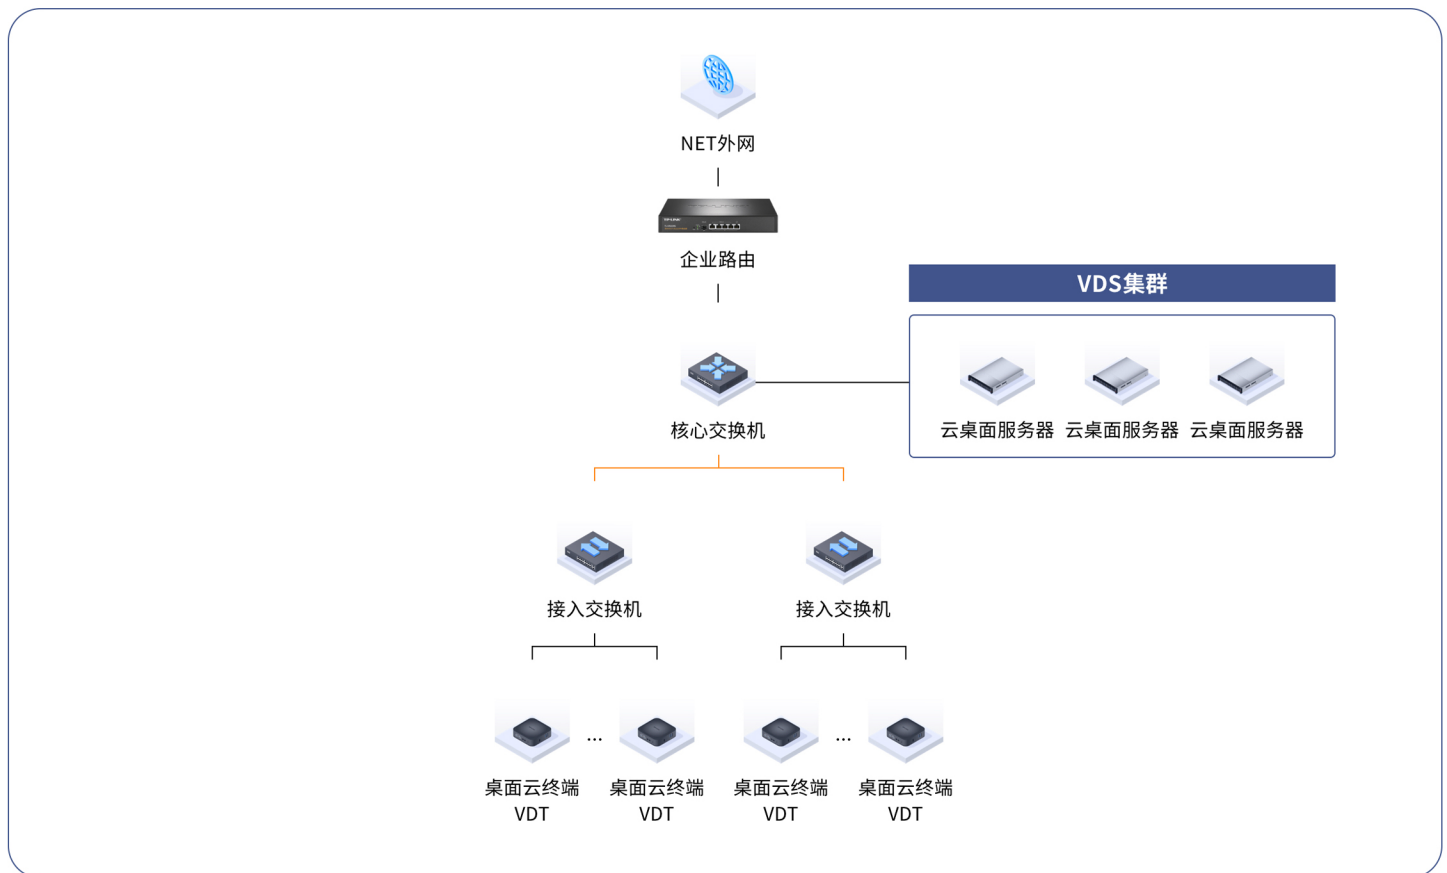 NET外网
企业路由
VDS集群
云桌面服务器 云桌面服务器 云桌面服务器
核心交换机
接入交换机 接入交换机
... ...
桌面云终端 桌面云终端 桌面云终端 桌面云终端
VDT VDT VDT VDT